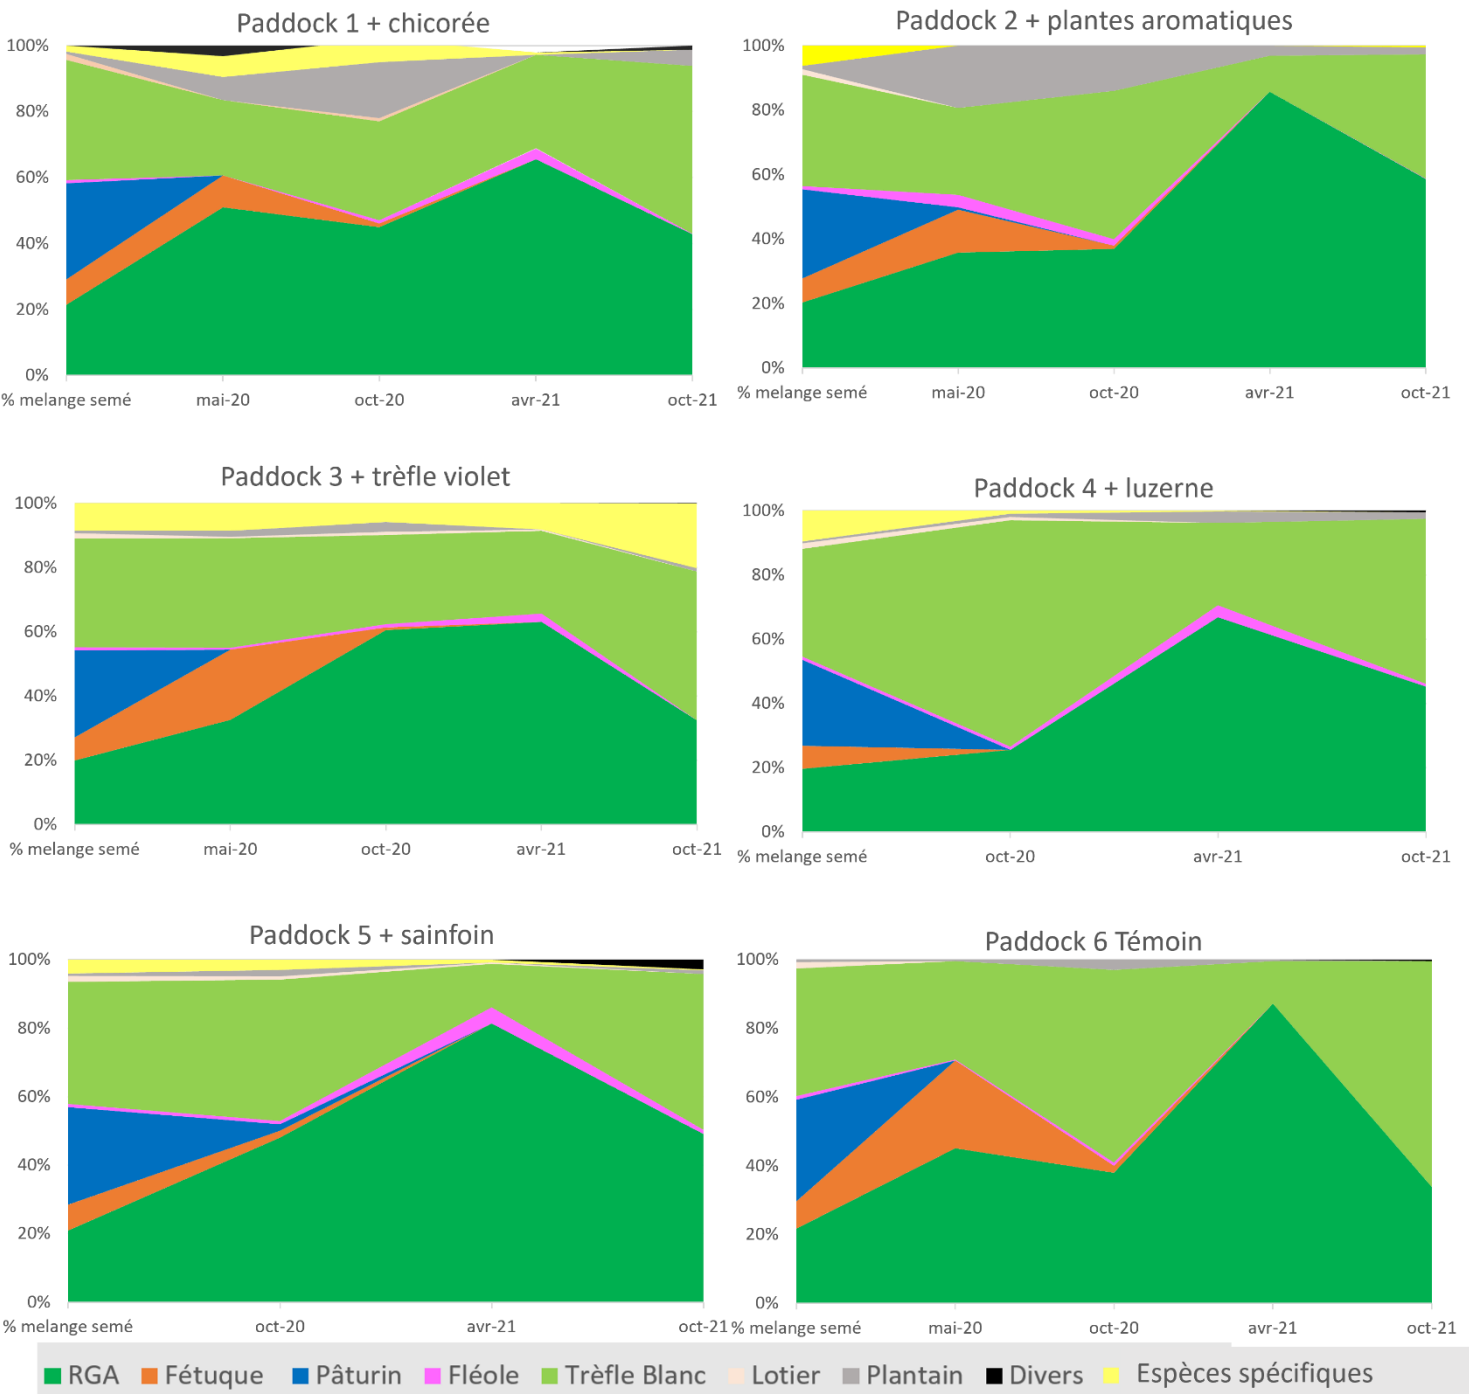 Paddock 1 + chicorée
100%
80%
60%
40%
20%
0%
% melange semé mai-20 oct-20 avr-21 oct-21
Paddock 2 + plantes aromatiques
100%
80%
60%
40%
20%
0%
% melange semé mai-20 oct-20 avr-21 oct-21
Paddock 3 + trèfle violet
100%
80%
60%
40%
20%
0%
% melange semé mai-20 oct-20 avr-21 oct-21
Paddock 4 + luzerne
100%
80%
60%
40%
20%
0%
% melange semé oct-20 avr-21 oct-21
Paddock 5 + sainfoin
100%
80%
60%
40%
20%
0%
% melange semé oct-20 avr-21 oct-21
Paddock 6 Témoin
100%
80%
60%
40%
20%
0%
% melange semé mai-20 oct-20 avr-21 oct-21
RGA Fétuque Pâturin Fléole Trèfle Blanc Lotier Plantain Divers Espèces spécifiques